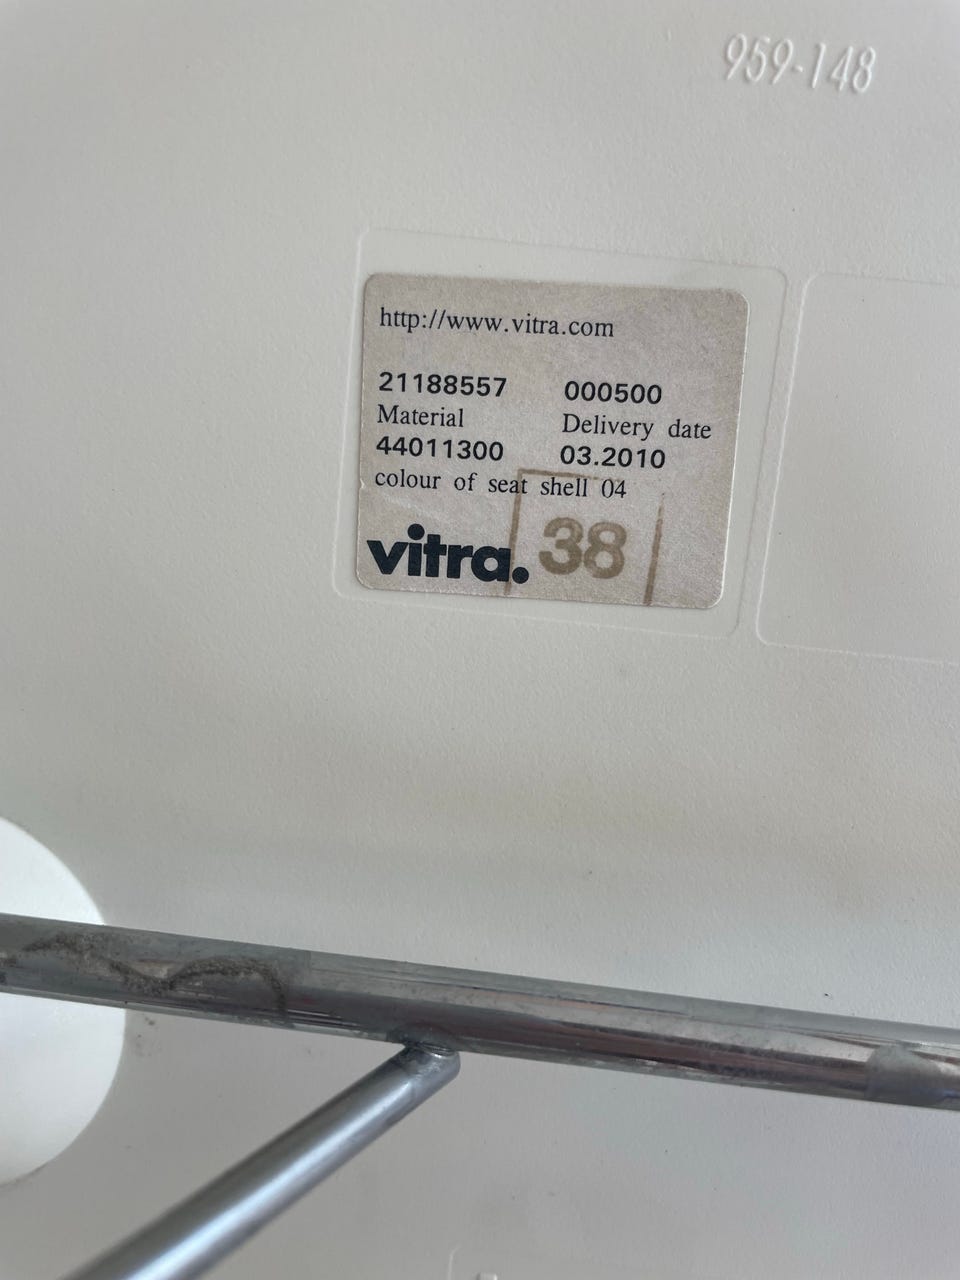 959-148
http://www.vitra.com
21188557 000500
Material Delivery date
44011300 03.2010
colour of seat shell 04
vitra. 38